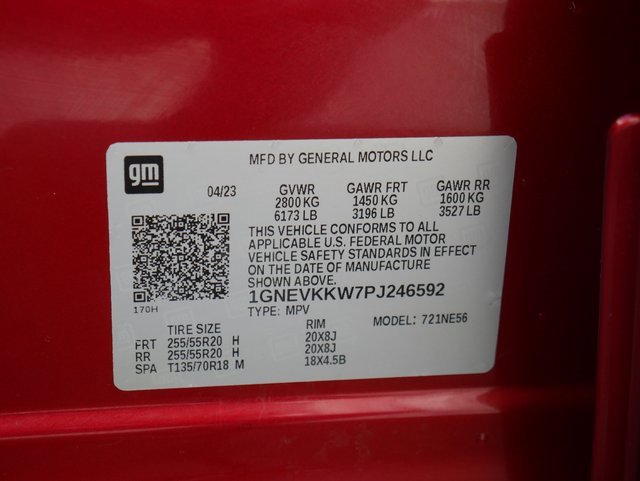 gm
MFD BY GENERAL MOTORS LLC
04/23 GVWR GAWR FRT GAWR RR
2800 KG 1450 KG 1600 KG
6173 LB 3196 LB 3527 LB
THIS VEHICLE CONFORMS TO ALL
APPLICABLE U.S. FEDERAL MOTOR
VEHICLE SAFETY STANDARDS IN EFFECT
ON THE DATE OF MANUFACTURE
SHOWN ABOVE.
1GNEVKKW7PJ246592
170H
TYPE: MPV MODEL: 721NE56
TIRE SIZE RIM
FRT 255/55R20 H 20X8J
RR 255/55R20 H 20X8J
SPA T135/70R18 M 18X4.5B